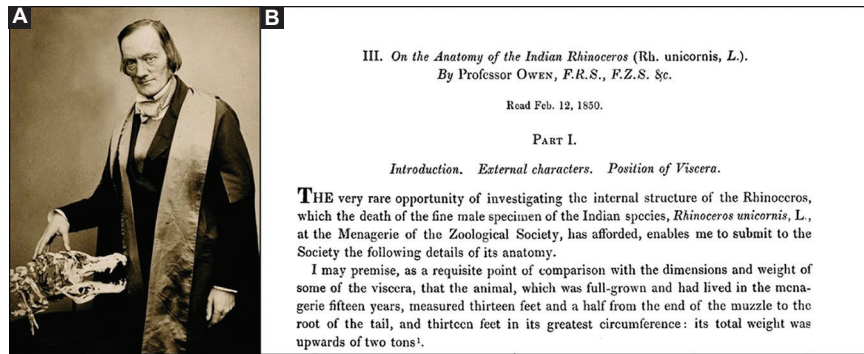 A
B
III. On the Anatomy of the Indian Rhinoceros (Rh. unicornis, L.).
By Professor OWEN, F.R.S., F.Z.S. &c.
Read Feb. 12, 1850.
PART I.
Introduction. External characters. Position of Viscera.
THE very rare opportunity of investigating the internal structure of the Rhinoceros,
which the death of the fine male specimen of the Indian species, Rhinoceros unicornis, L.,
at the Menagerie of the Zoological Society, has afforded, enables me to submit to the
Society the following details of its anatomy.
I may premise, as a requisite point of comparison with the dimensions and weight of
some of the viscera, that the animal, which was full-grown and had lived in the mena-
gerie fifteen years, measured thirteen feet and a half from the end of the muzzle to the
root of the tail, and thirteen feet in its greatest circumference: its total weight was
upwards of two tons¹.